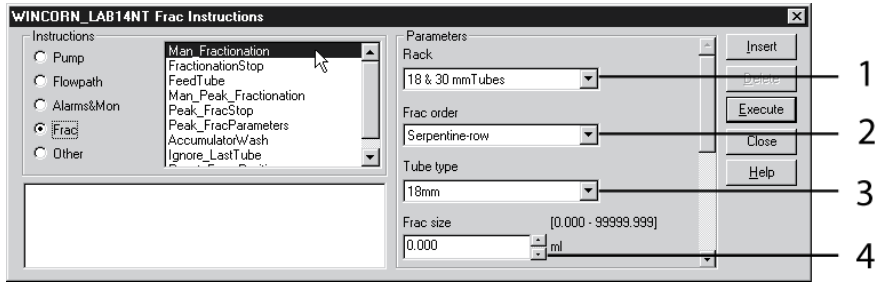 WINCORN_LAB14NT Frac Instructions
Instructions
Pump
Flowpath
Alarms&Mon
Frac
Other
Man_Fractionation
FractionationStop
FeedTube
Man_Peak_Fractionation
Peak_FracStop
Peak_FracParameters
AccumulatorWash
Ignore_LastTube
Parameters
Rack
18 & 30 mmTubes
Frac order
Serpentine-row
Tube type
18mm
Frac size [0.000 - 99999.999]
0.000 ml
Insert
Delete
Execute
Close
Help
1
2
3
4